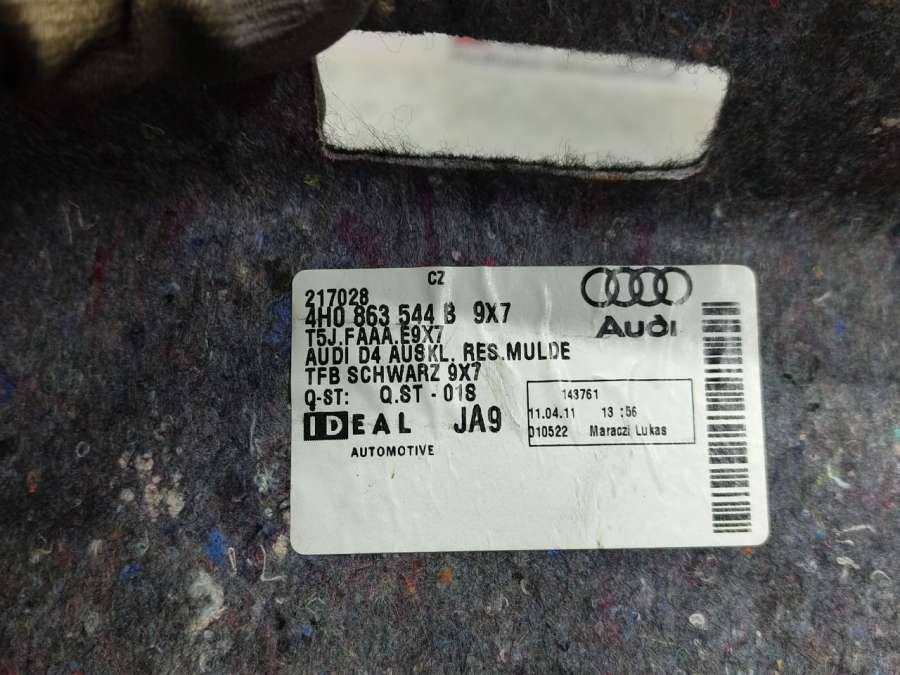 CZ
217028
4H0 863 544 B 9X7
T5J.FAAA.E9X7
AUDI D4 AUSKL. RES.MULDE
TFB SCHWARZ 9X7
Q-ST: Q.ST - 01S
IDEAL JA9
AUTOMOTIVE
Audi
143761
11.04.11 13:56
010522 Maraczi Lukas